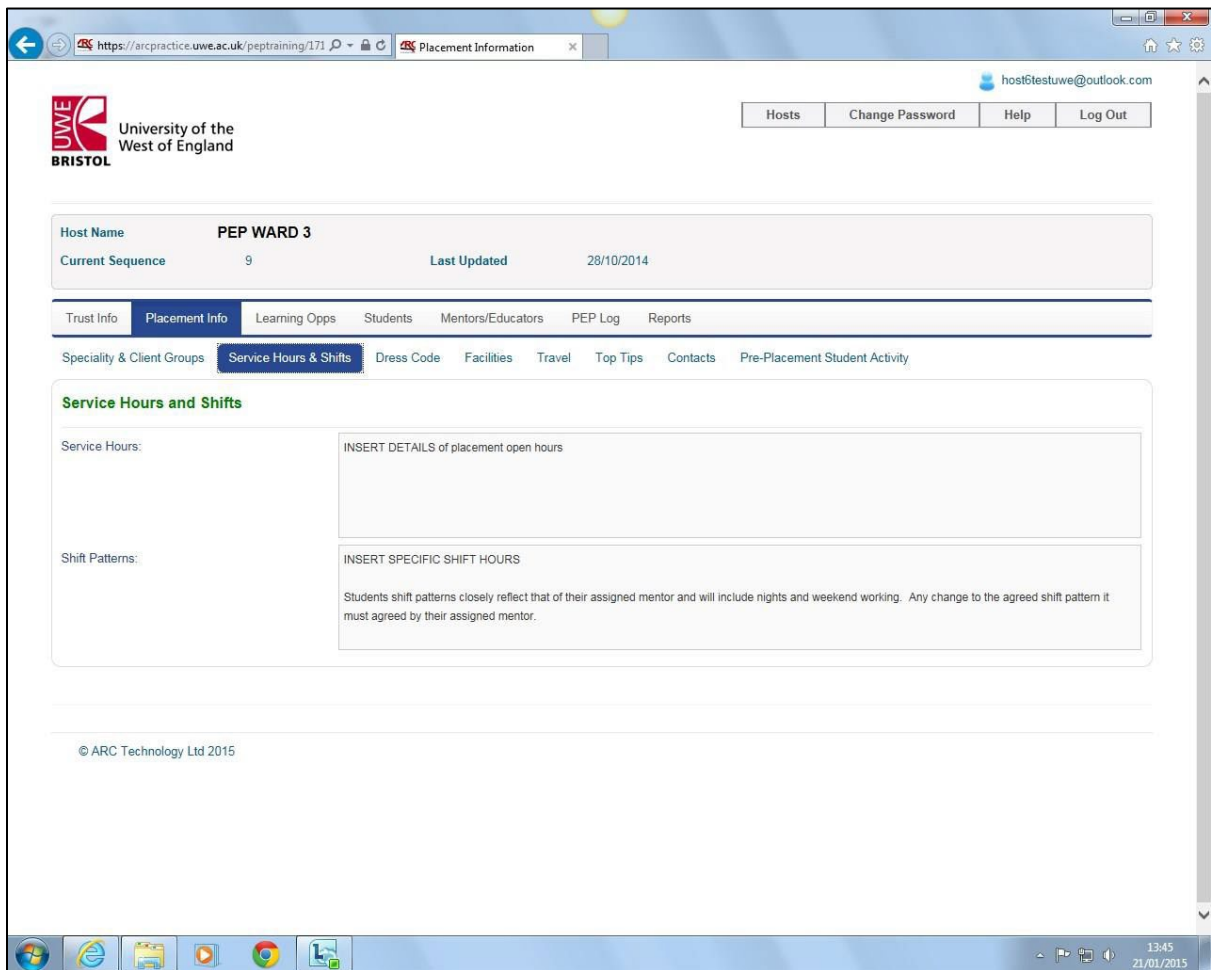 https://arcpractice.uwe.ac.uk/peptraining/171
Placement Information
host6testuwe@outlook.com
Hosts Change Password Help Log Out
UWE
BRISTOL
University of the
West of England
Host Name PEP WARD 3
Current Sequence 9 Last Updated 28/10/2014
Trust Info Placement Info Learning Opps Students Mentors/Educators PEP Log Reports
Speciality & Client Groups Service Hours & Shifts Dress Code Facilities Travel Top Tips Contacts Pre-Placement Student Activity
Service Hours and Shifts
Service Hours: INSERT DETAILS of placement open hours
Shift Patterns: INSERT SPECIFIC SHIFT HOURS
Students shift patterns closely reflect that of their assigned mentor and will include nights and weekend working. Any change to the agreed shift pattern it
must agreed by their assigned mentor.
© ARC Technology Ltd 2015
13:45
21/01/2015